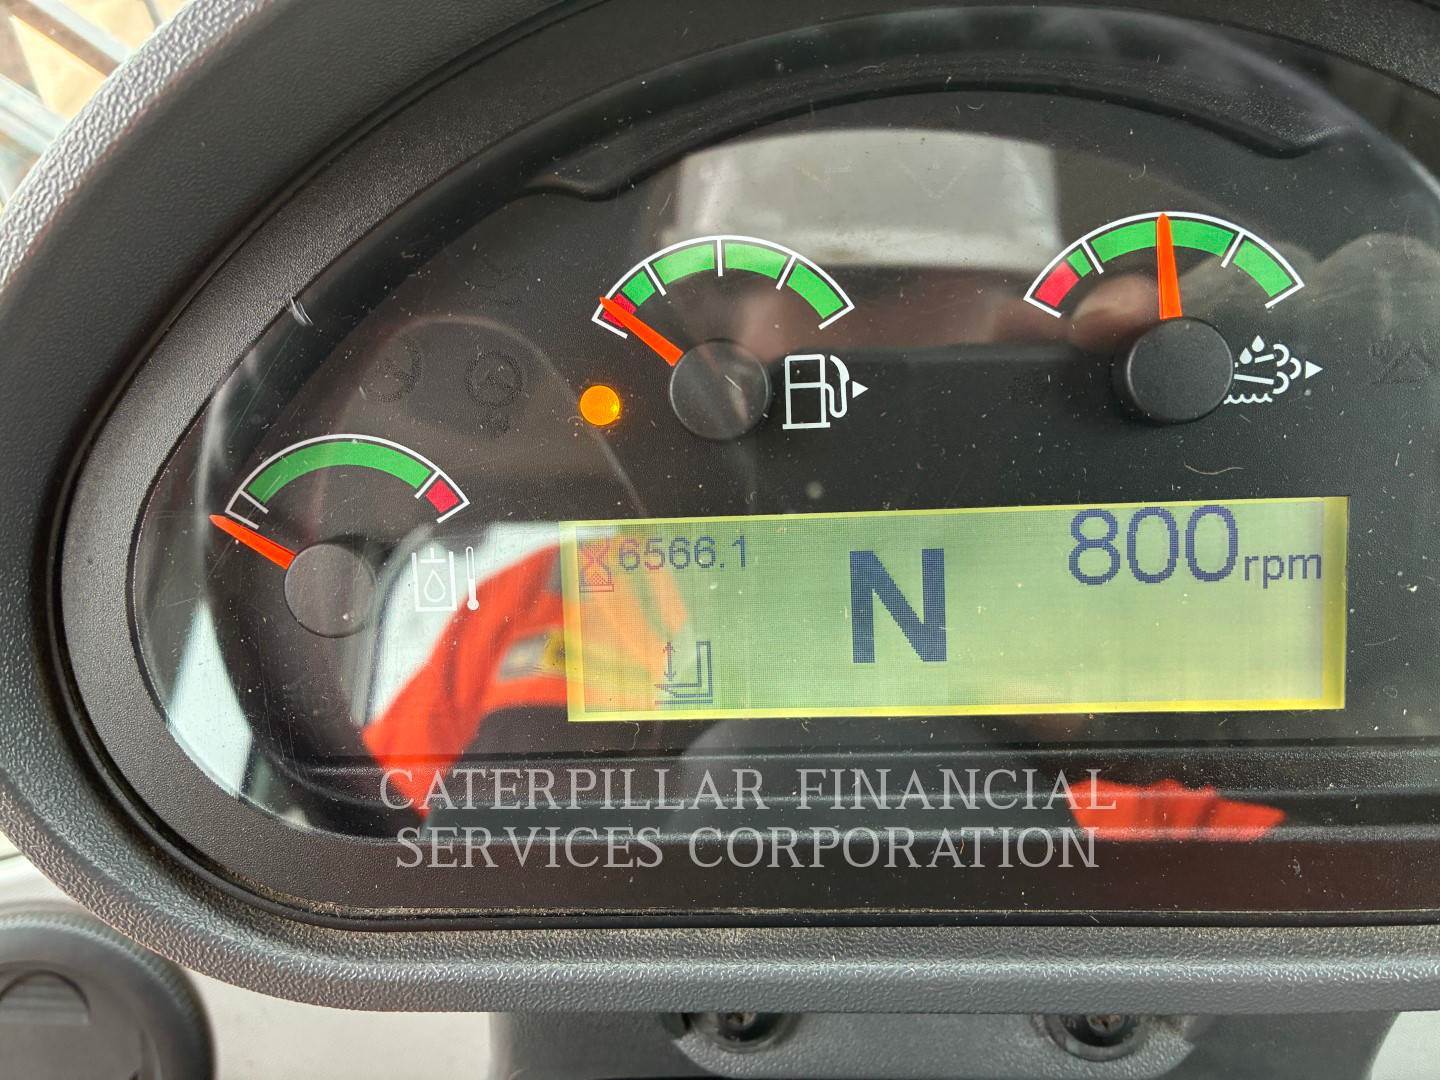 6566.1
N
800rpm
CATERPILLAR FINANCIAL
SERVICES CORPORATION